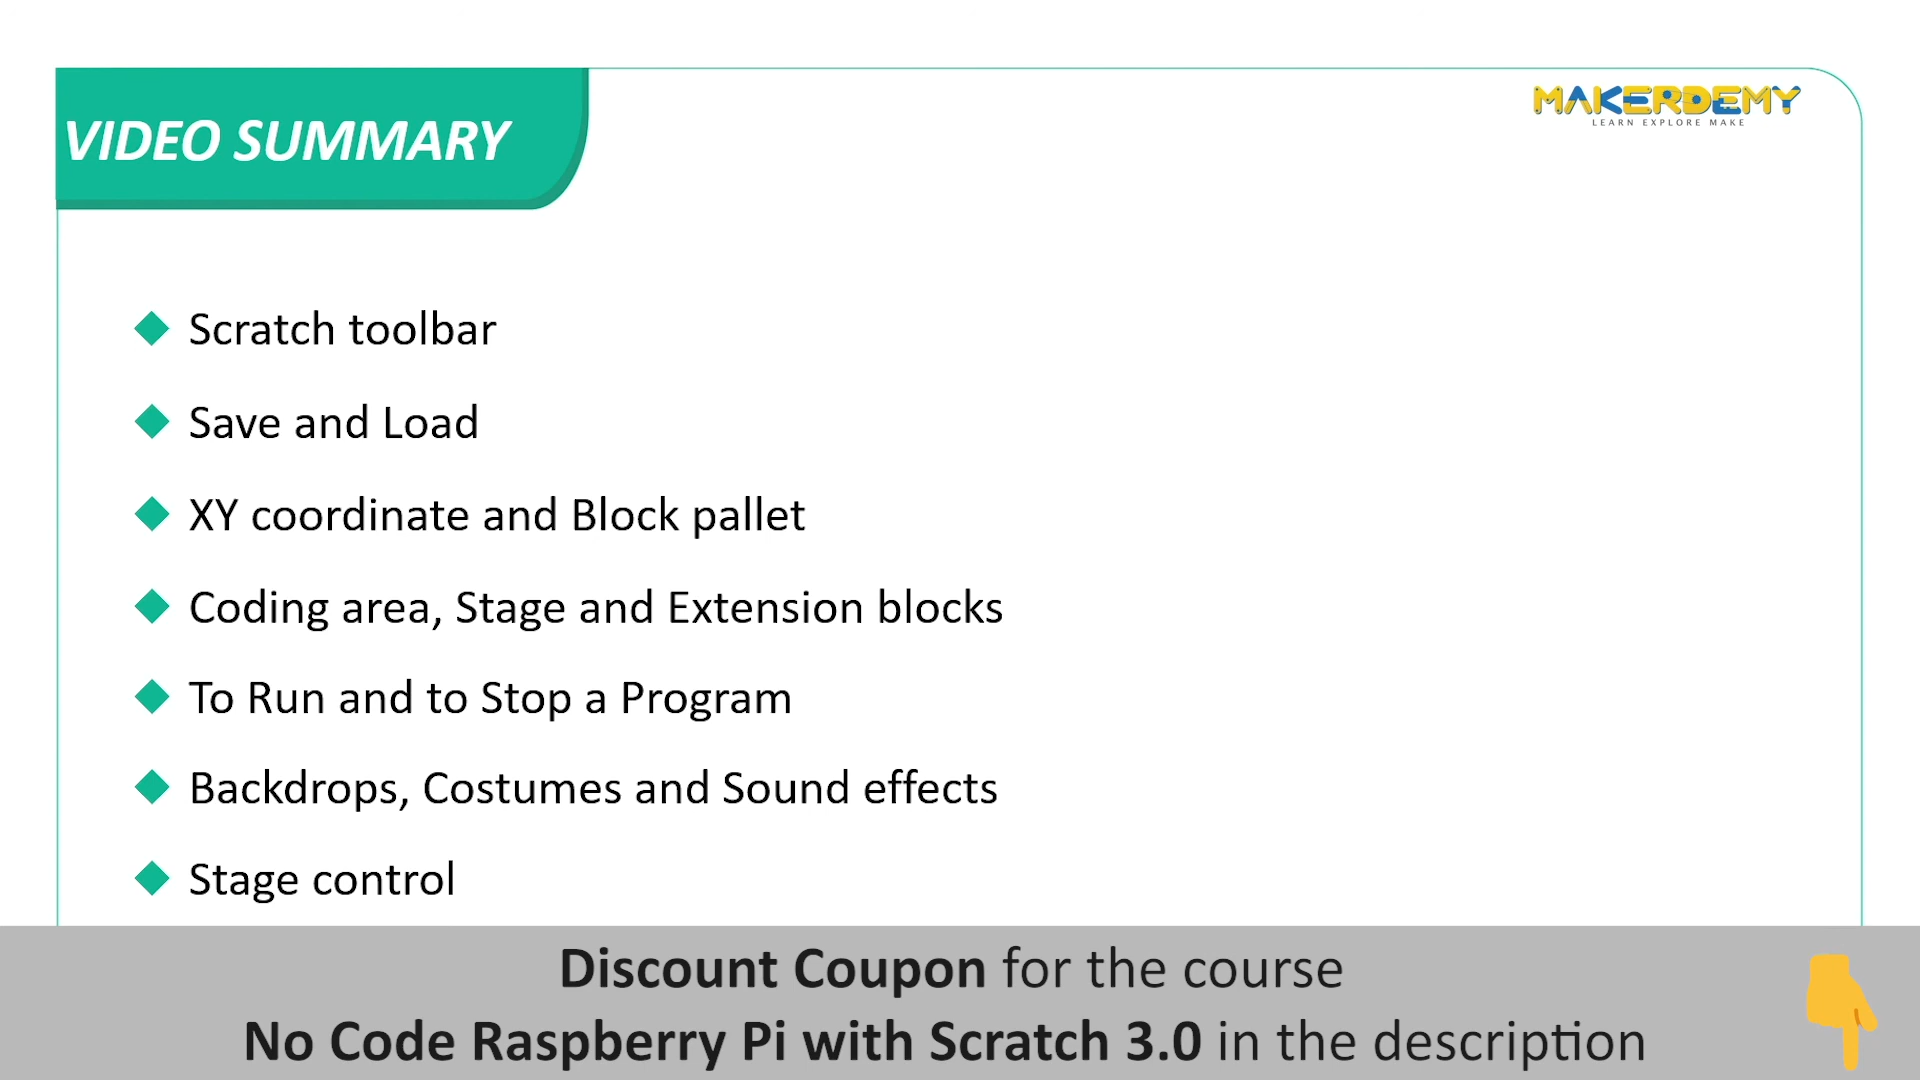 VIDEO SUMMARY
MAKERDEMY
LEARN EXPLORE MAKE
Scratch toolbar
Save and Load
XY coordinate and Block pallet
Coding area, Stage and Extension blocks
To Run and to Stop a Program
Backdrops, Costumes and Sound effects
Stage control
Discount Coupon for the course
No Code Raspberry Pi with Scratch 3.0 in the description